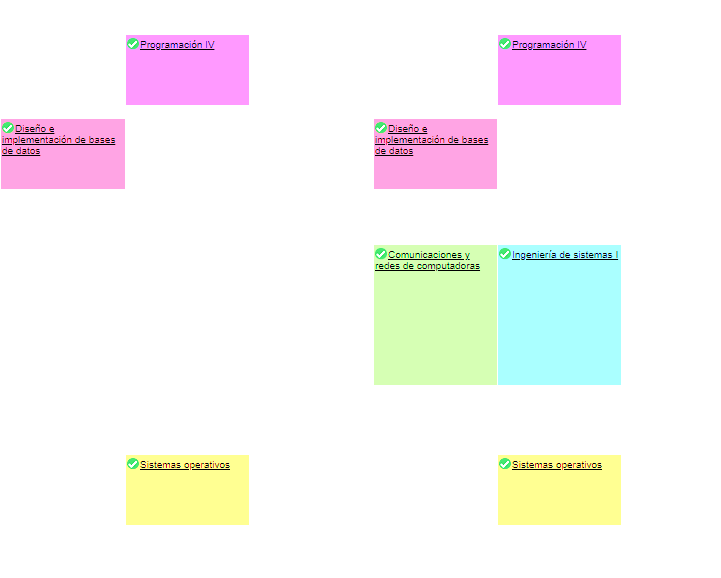 Programación IV
Programación IV
Diseño e
implementación de bases
de datos
Diseño e
implementación de bases
de datos
Comunicaciones y
redes de computadoras
Ingeniería de sistemas I
Sistemas operativos
Sistemas operativos